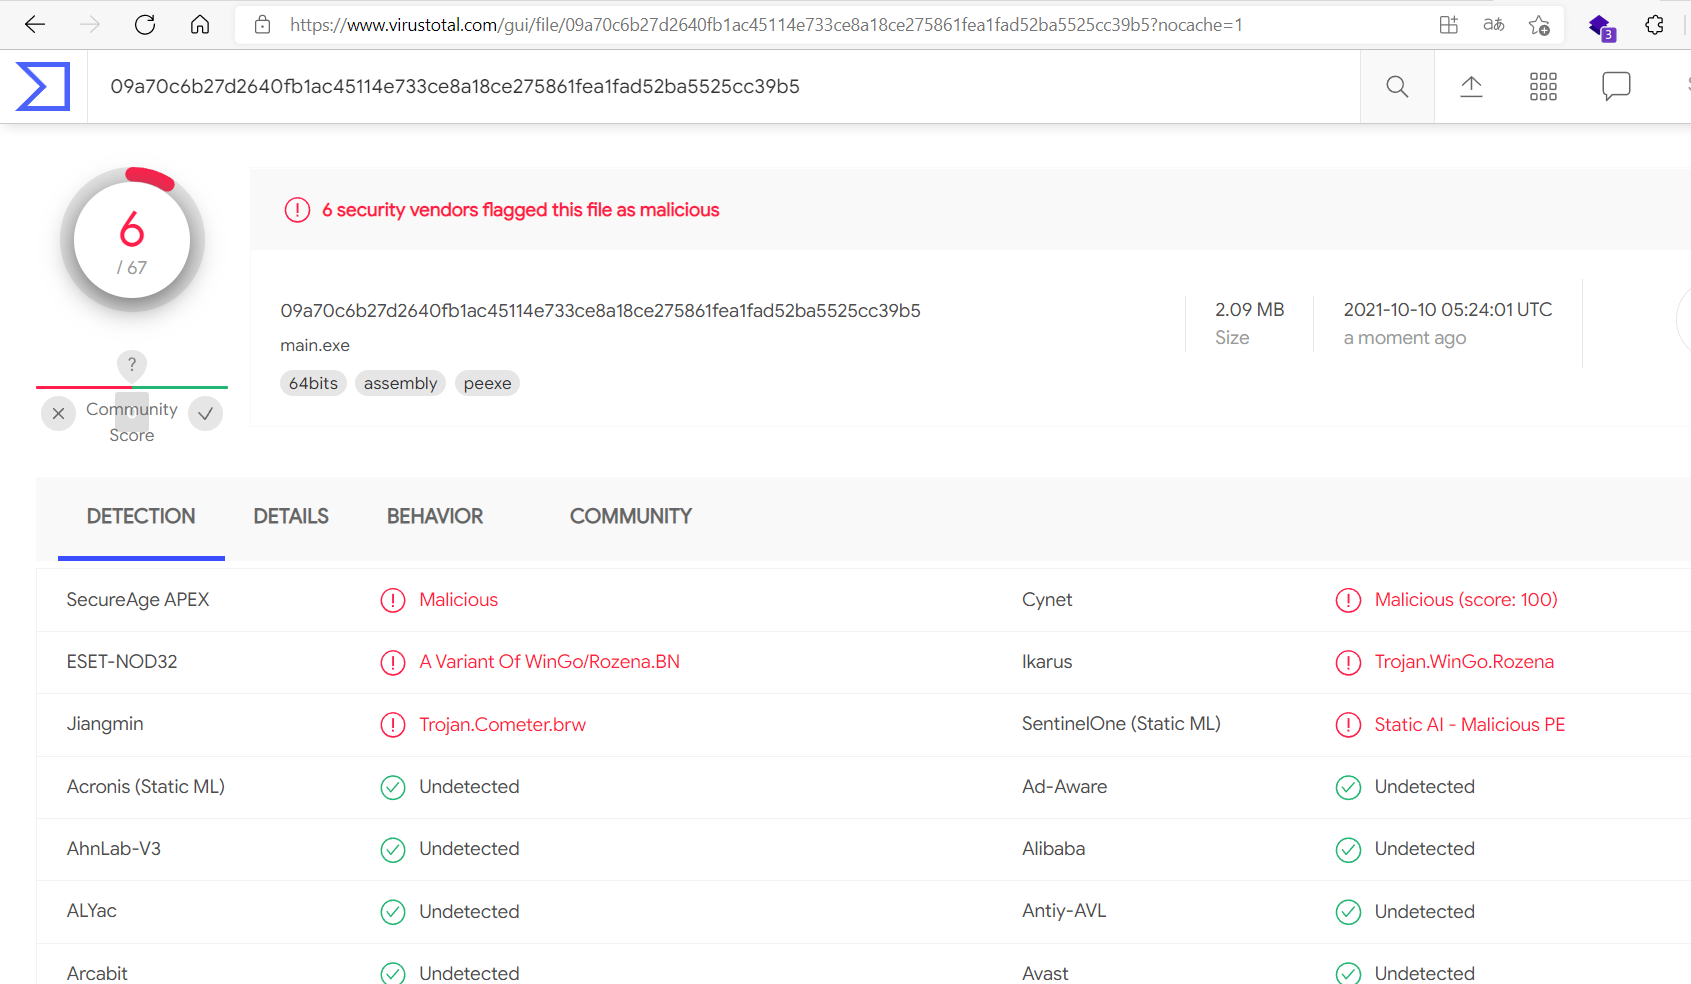 https://www.virustotal.com/gui/file/09a70c6b27d2640fb1ac45114e733ce8a18ce275861fea1fad52ba5525cc39b5?nocache=1
aあ
3
09a70c6b27d2640fb1ac45114e733ce8a18ce275861fea1fad52ba5525cc39b5
6
/ 67
6 security vendors flagged this file as malicious
09a70c6b27d2640fb1ac45114e733ce8a18ce275861fea1fad52ba5525cc39b5
main.exe
64bits assembly peexe
2.09 MB
Size
2021-10-10 05:24:01 UTC
a moment ago
?
Community
Score
DETECTION DETAILS BEHAVIOR COMMUNITY
SecureAge APEX Malicious Cynet Malicious (score: 100)
ESET-NOD32 A Variant Of WinGo/Rozena.BN Ikarus Trojan.WinGo.Rozena
Jiangmin Trojan.Cometer.brw SentinelOne (Static ML) Static AI - Malicious PE
Acronis (Static ML) Undetected Ad-Aware Undetected
AhnLab-V3 Undetected Alibaba Undetected
ALYac Undetected Antiy-AVL Undetected
Arcabit Undetected Avast Undetected